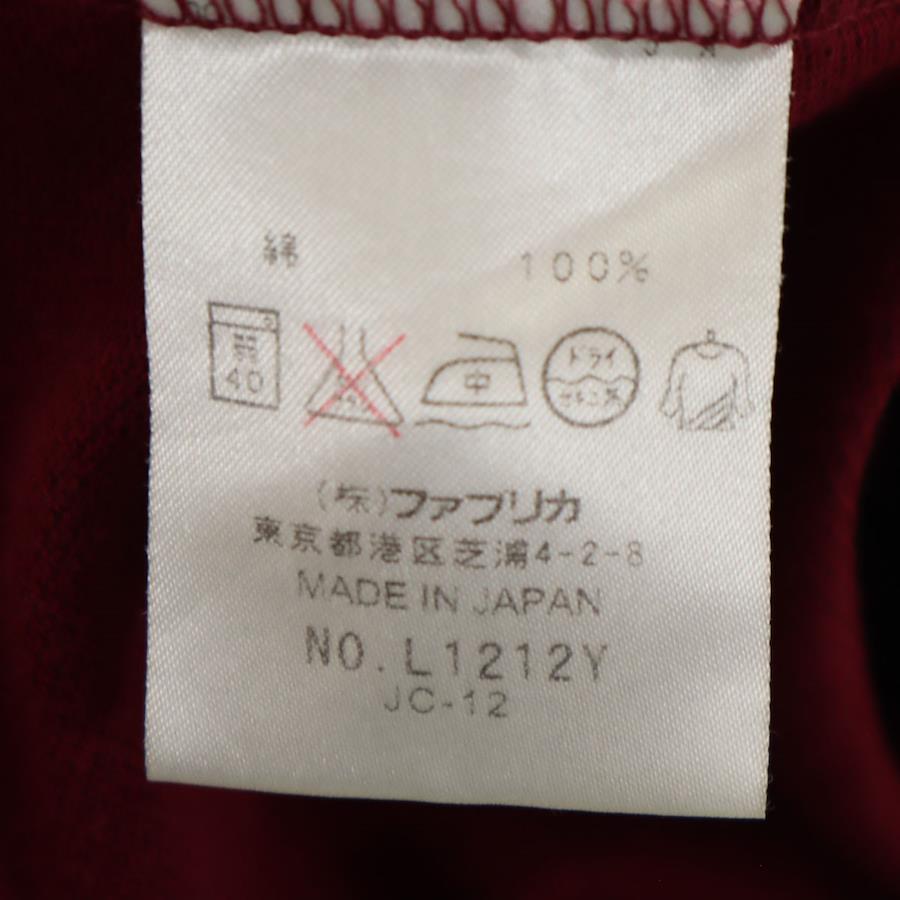 綿 100%
40 中 ドライ
(株)ファブリカ
東京都港区芝浦4-2-8
MADE IN JAPAN
NO. L1212Y
JC-12